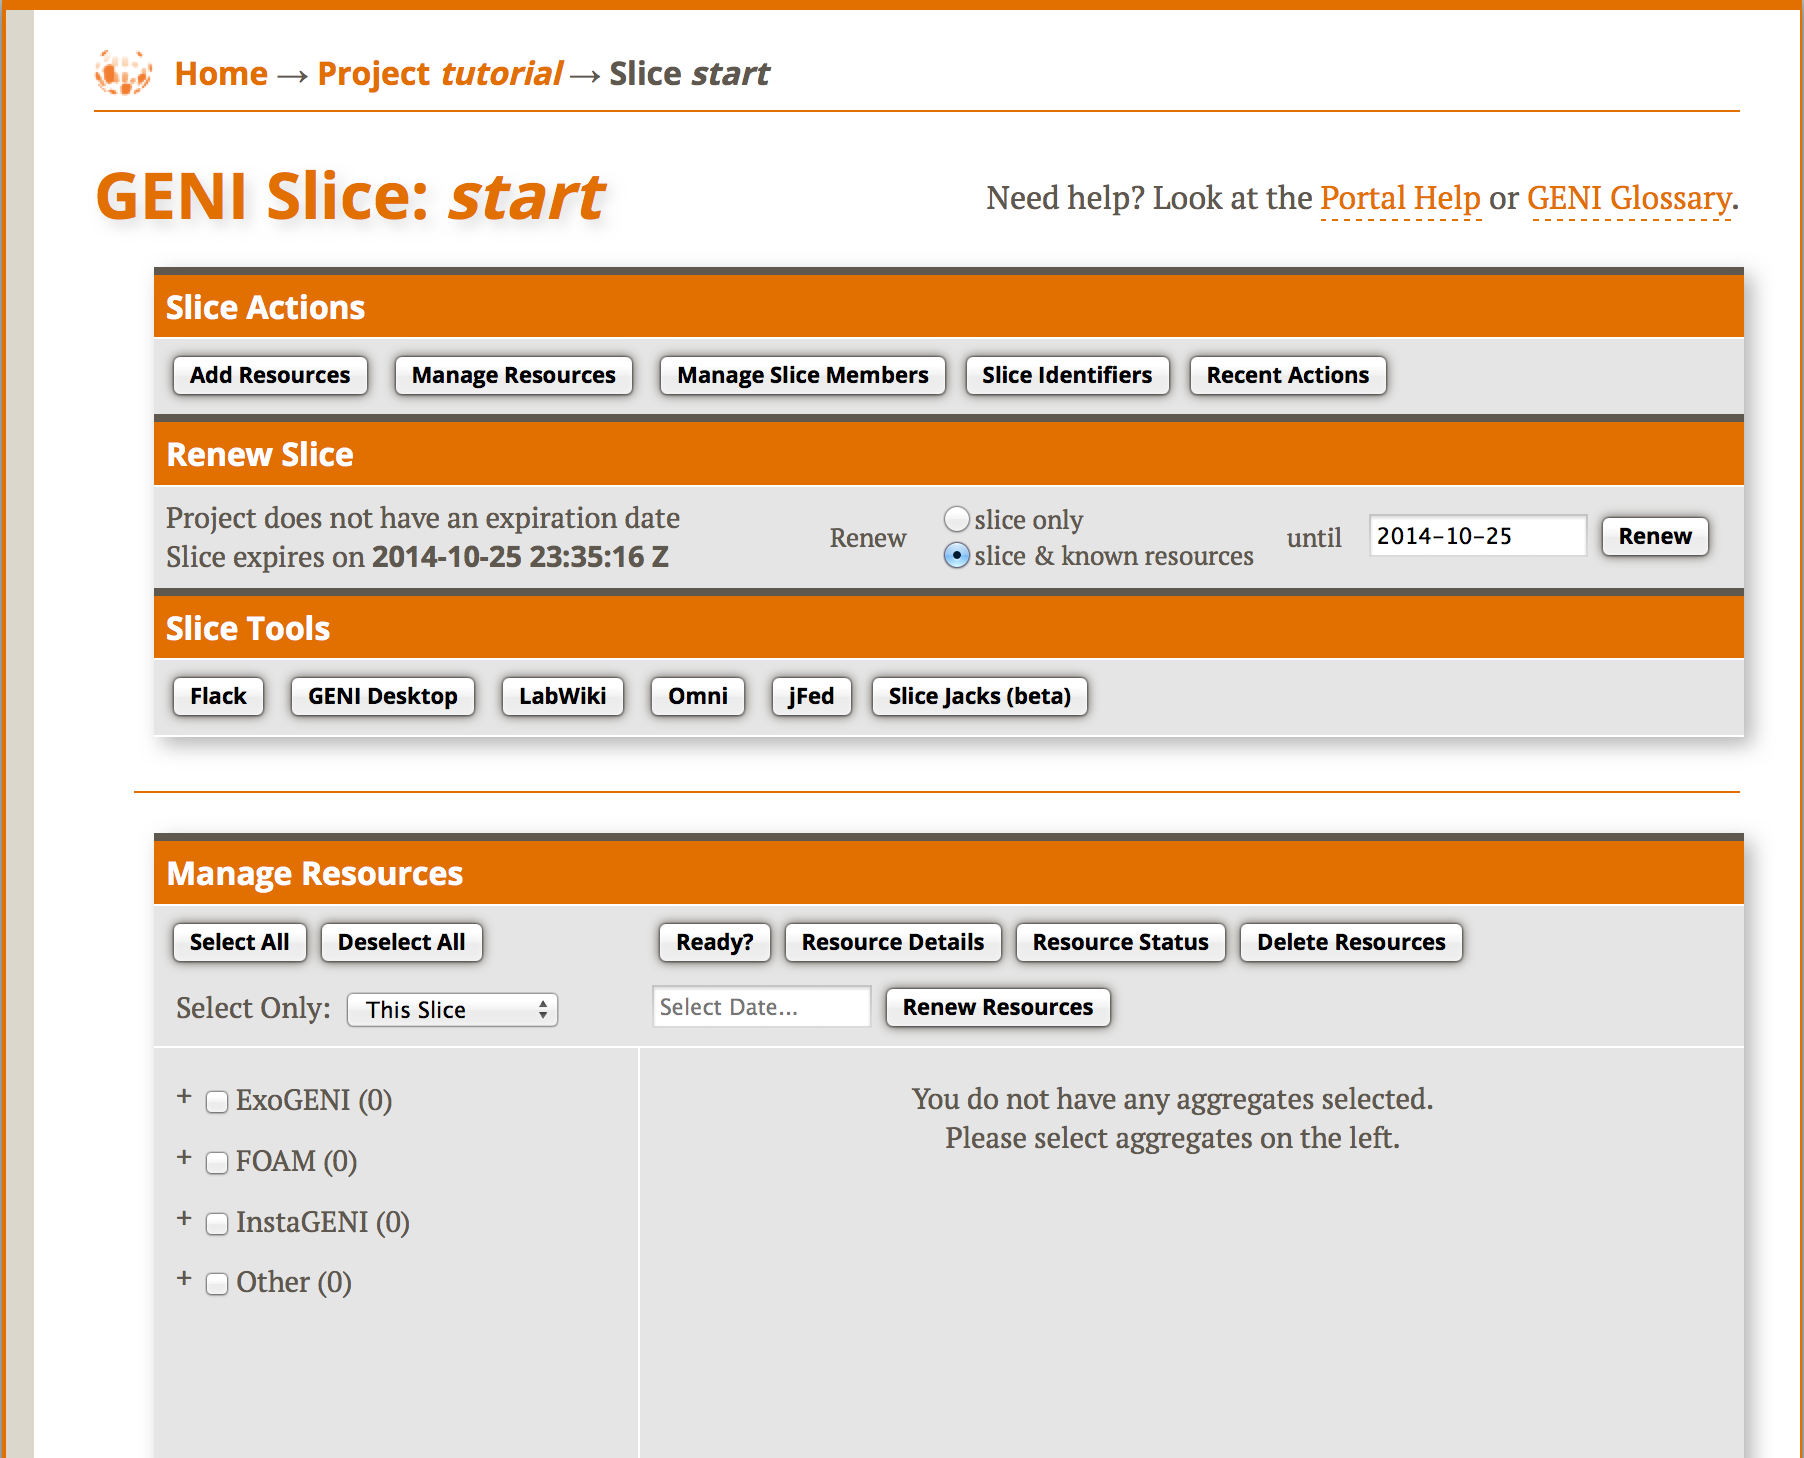 Home → Project tutorial → Slice start
GENI Slice: start
Need help? Look at the Portal Help or GENI Glossary.
Slice Actions
Add Resources Manage Resources Manage Slice Members Slice Identifiers Recent Actions
Renew Slice
Project does not have an expiration date
Slice expires on 2014-10-25 23:35:16 Z
Renew
slice only
slice & known resources
until 2014-10-25 Renew
Slice Tools
Flack GENI Desktop LabWiki Omni jFed Slice Jacks (beta)
Manage Resources
Select All Deselect All Ready? Resource Details Resource Status Delete Resources
Select Only: This Slice Select Date... Renew Resources
+ ExoGENI (0)
+ FOAM (0)
+ InstaGENI (0)
+ Other (0)
You do not have any aggregates selected.
Please select aggregates on the left.